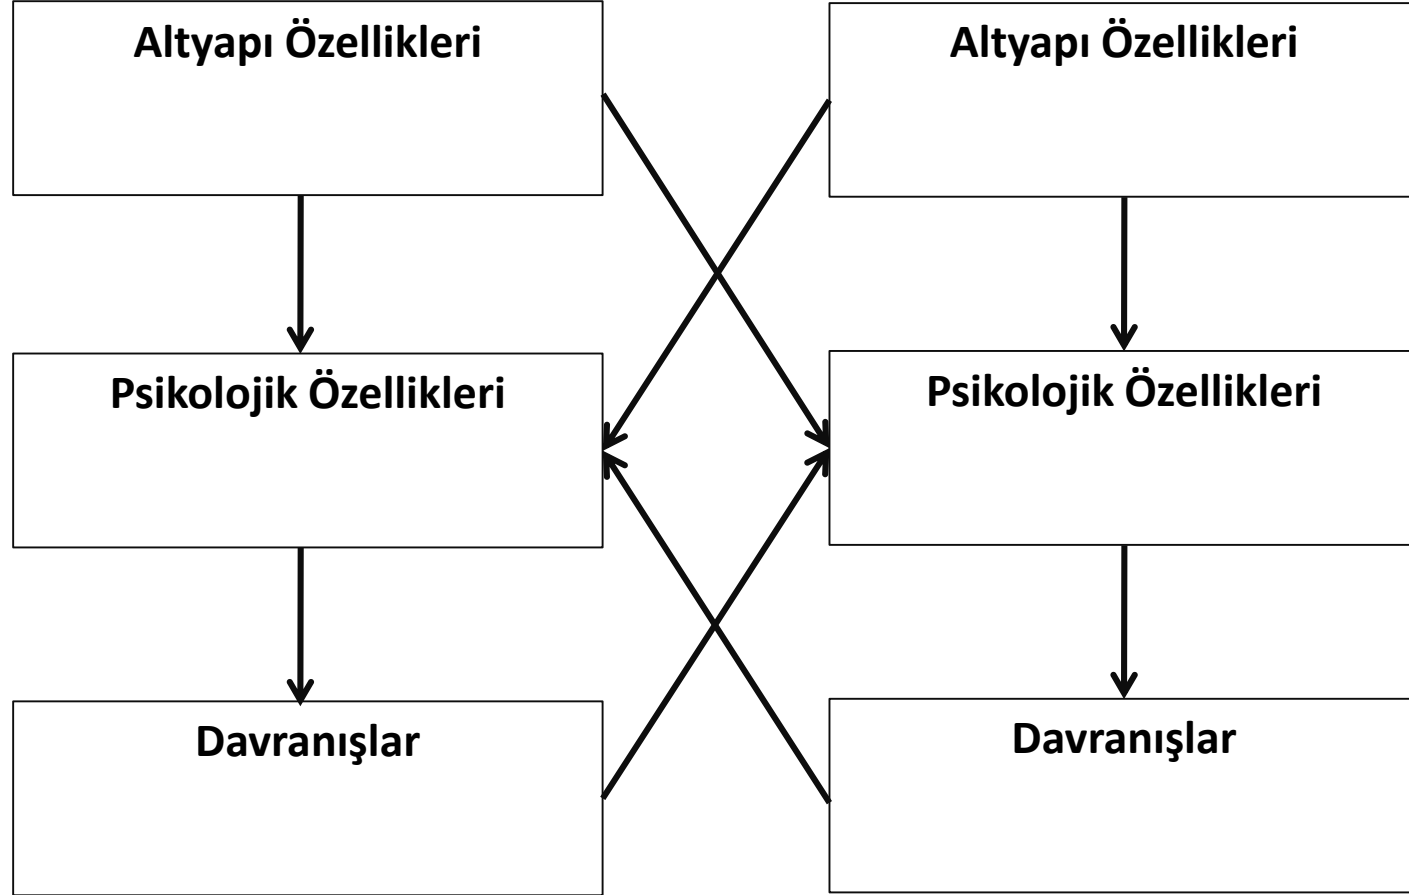 Altyapı Özellikleri
Altyapı Özellikleri
Psikolojik Özellikleri
Psikolojik Özellikleri
Davranışlar
Davranışlar